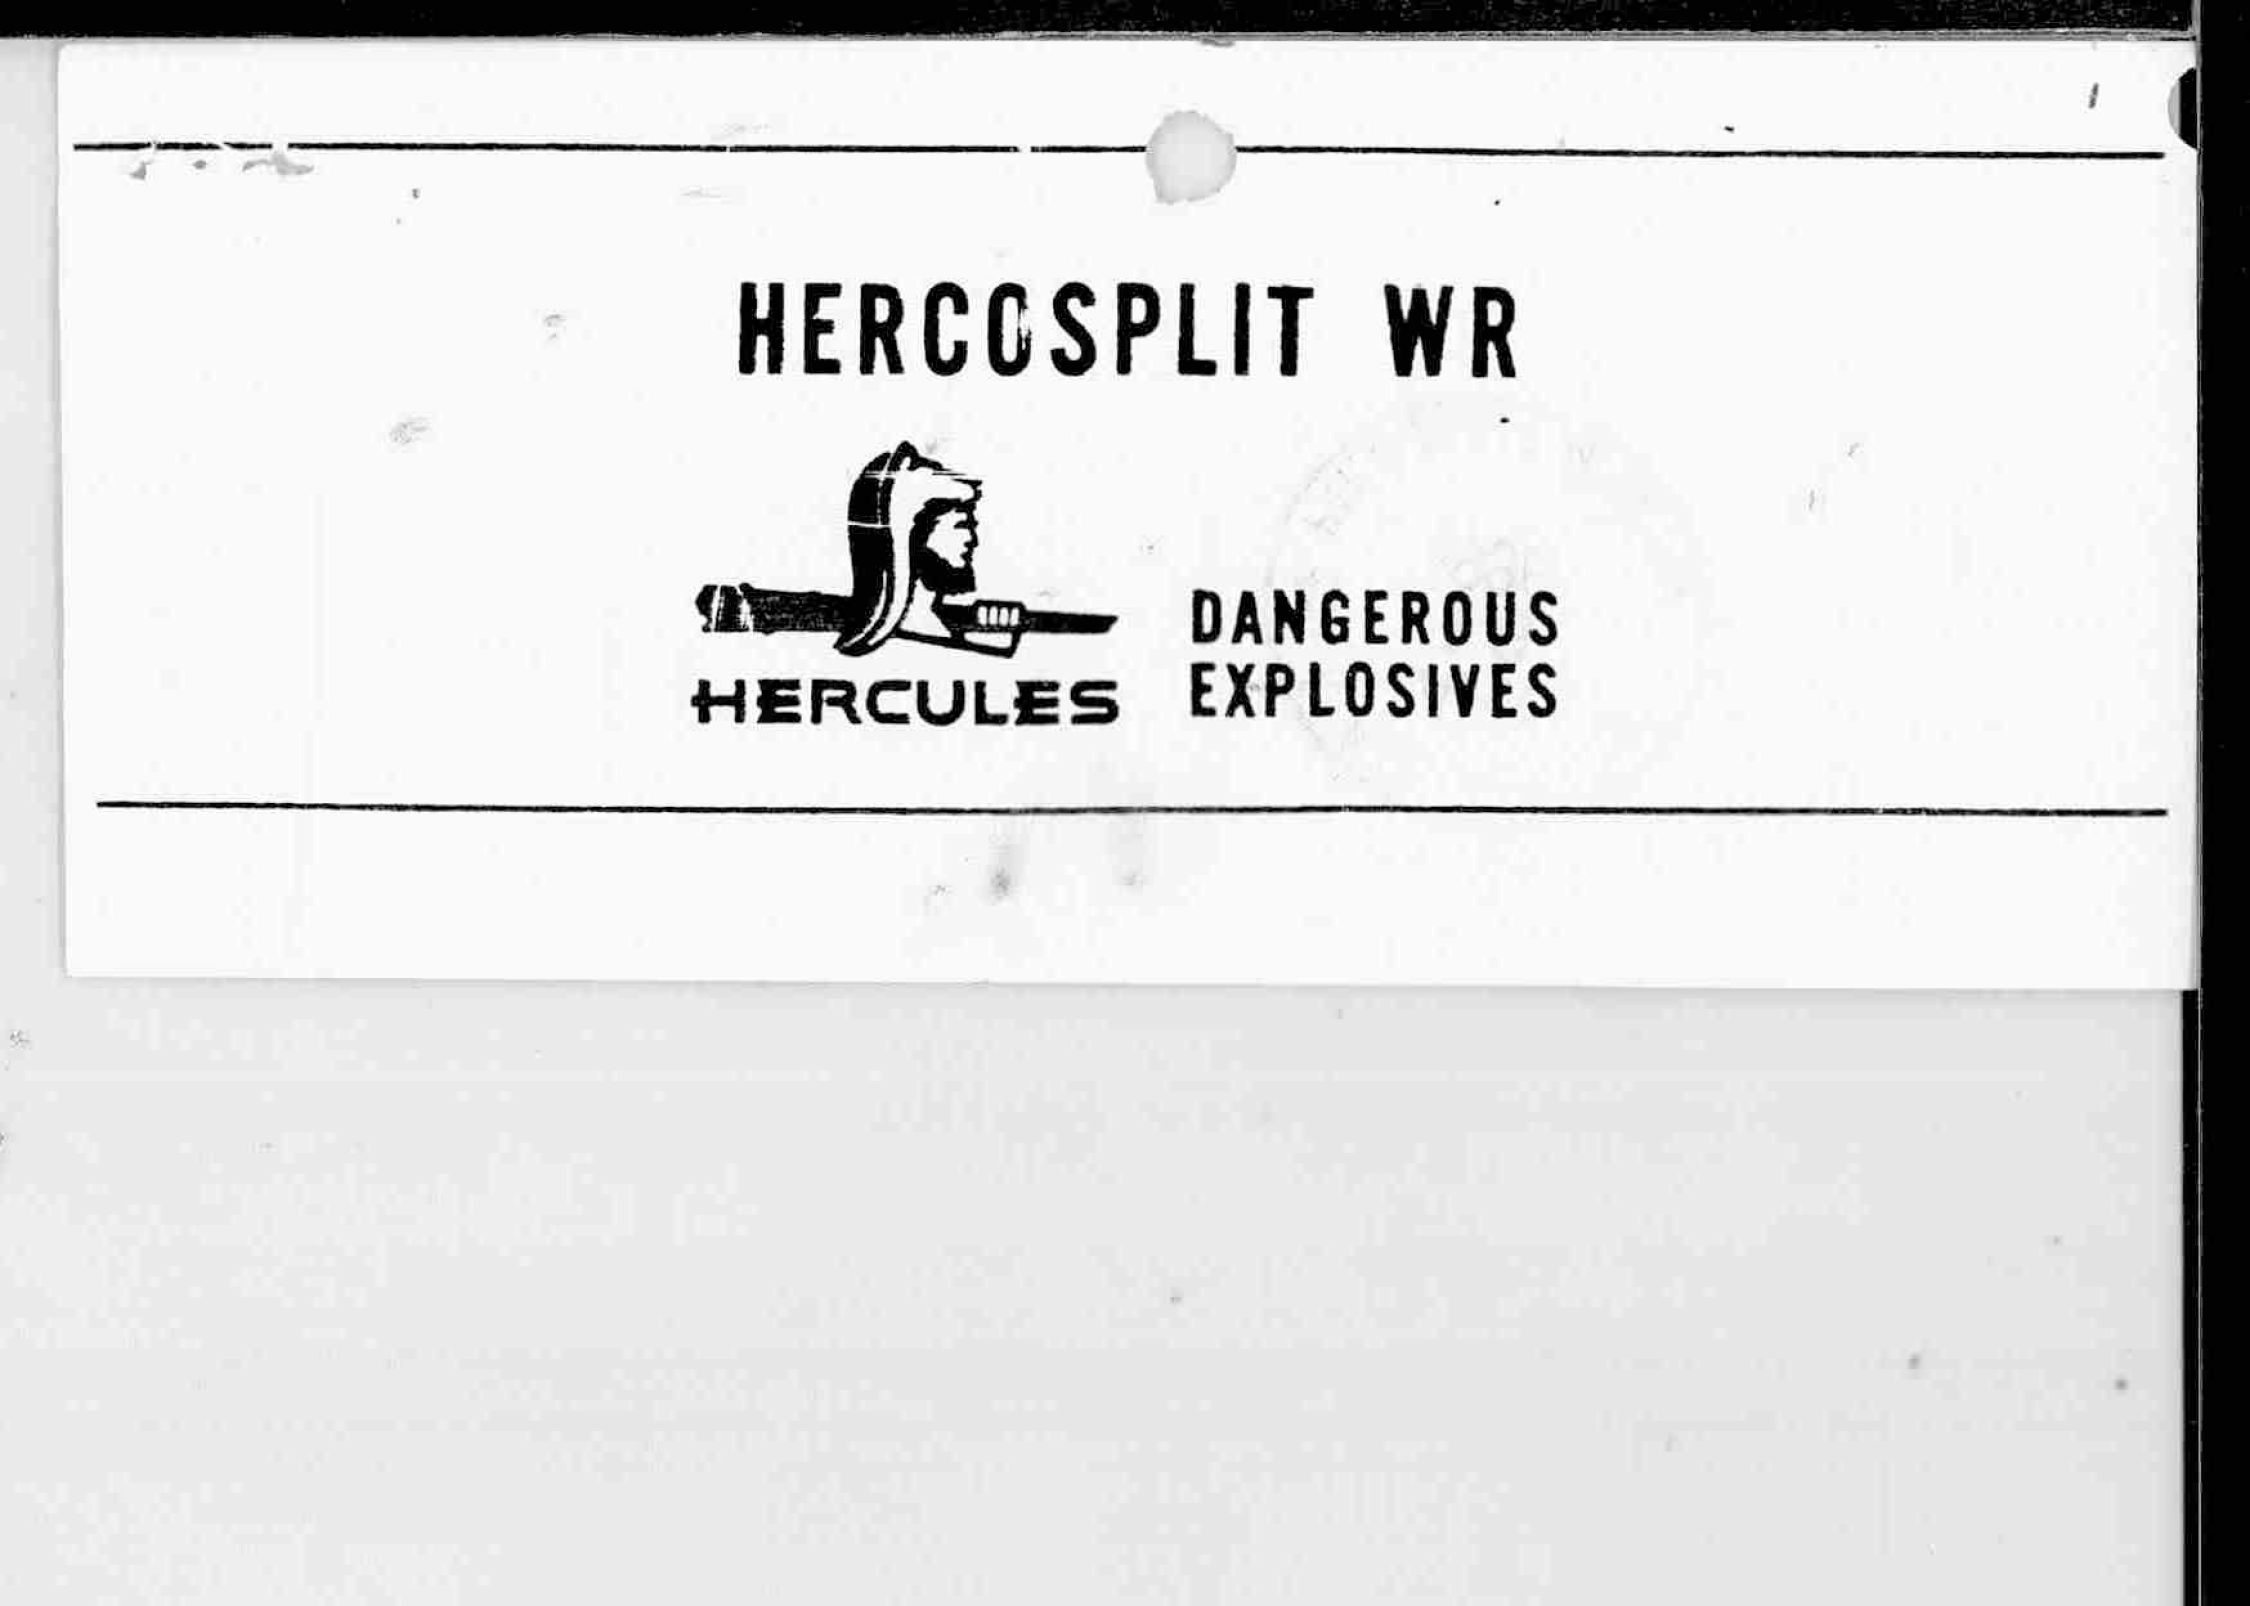 HERCOSPLIT WR
HERCULES
DANGEROUS
EXPLOSIVES